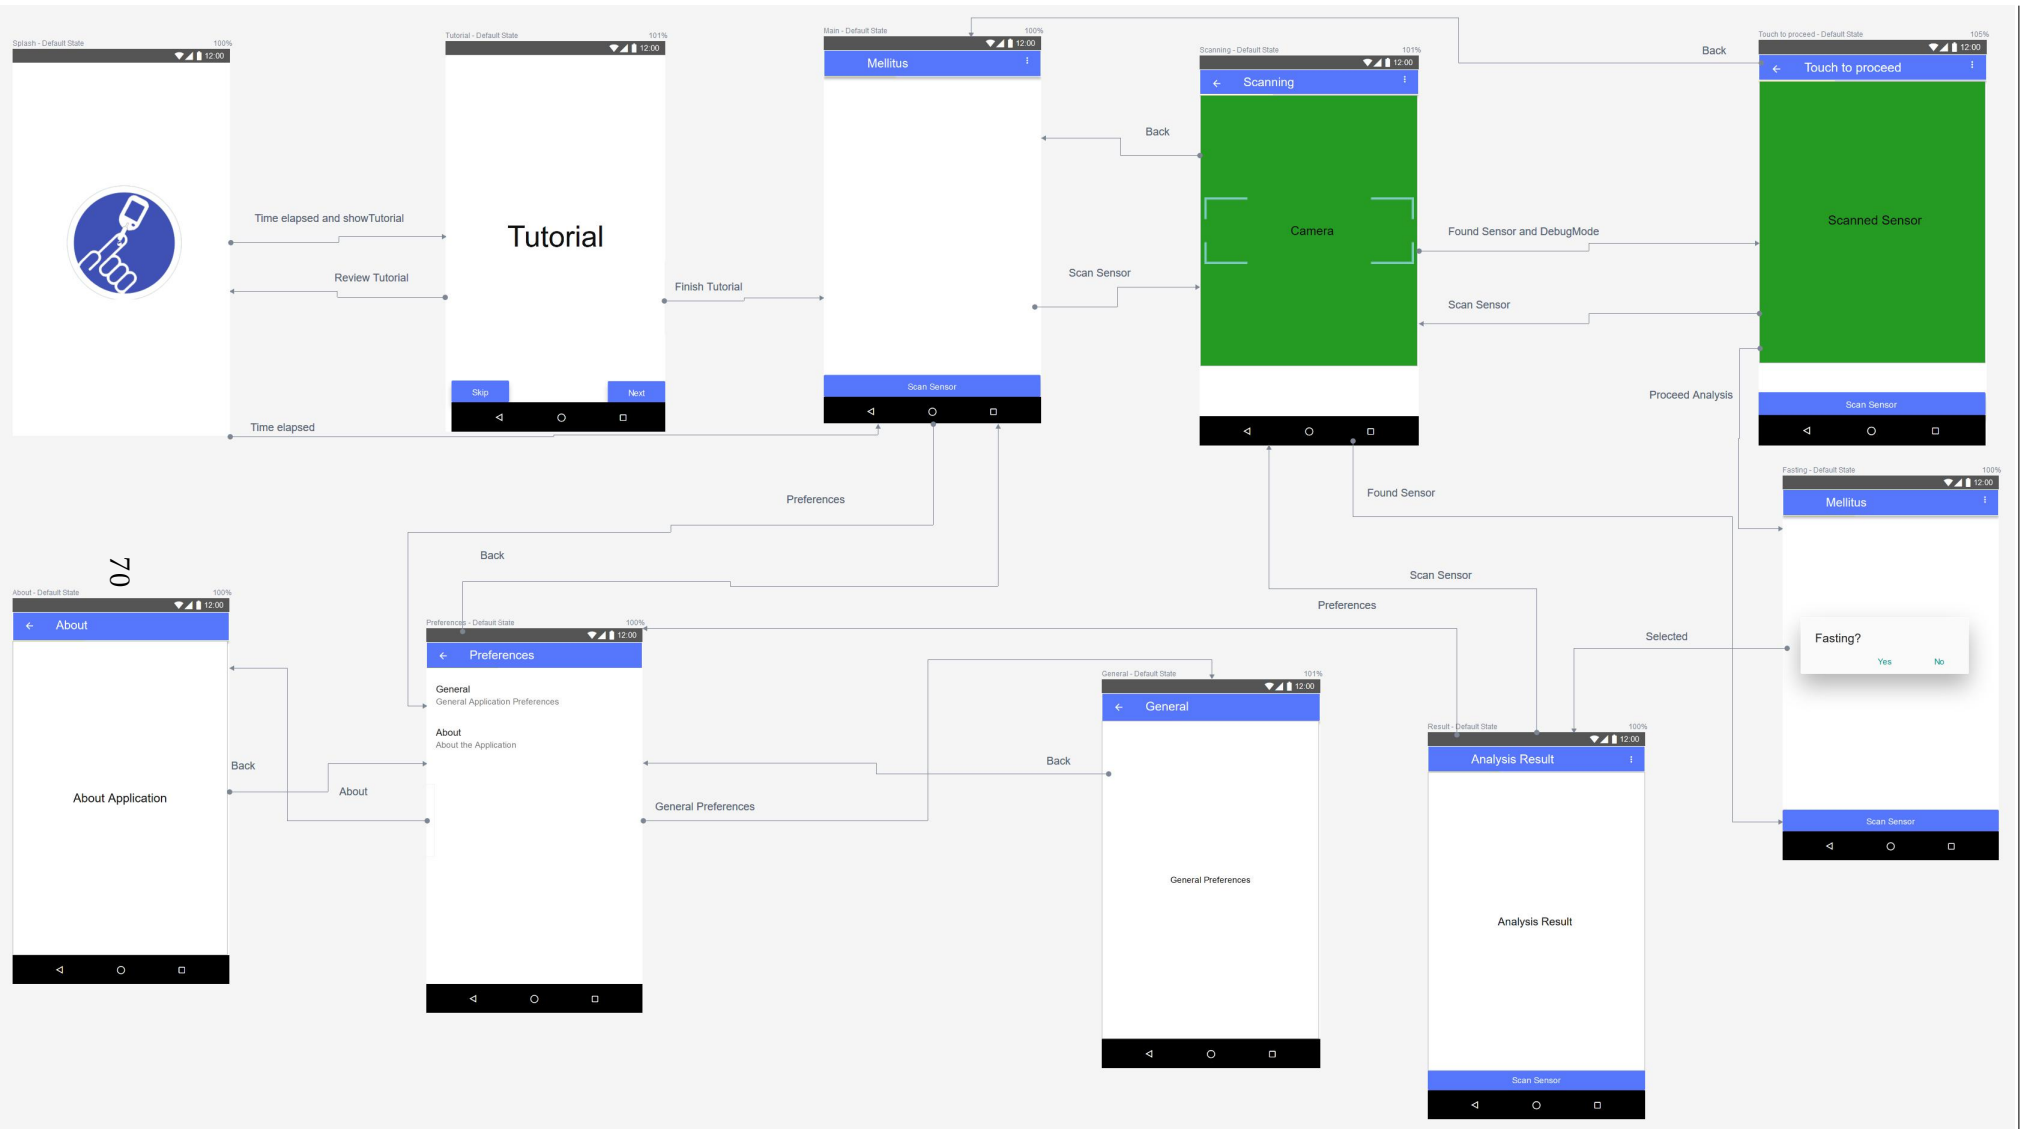 Splash - Default State 100%
12:00
Time elapsed and showTutorial
Review Tutorial
Time elapsed
Tutorial - Default State 101%
12:00
Tutorial
Skip Next
Finish Tutorial
Main - Default State 100%
12:00
Mellitus
Scan Sensor
Back
Scan Sensor
Scanning - Default State 101%
12:00
Scanning
Camera
Found Sensor and DebugMode
Scan Sensor
Back
Touch to proceed - Default State 105%
12:00
Touch to proceed
Scanned Sensor
Scan Sensor
Proceed Analysis
Found Sensor
Fasting - Default State 100%
12:00
Mellitus
Fasting?
Yes No
Scan Sensor
Selected
Preferences
Back
Scan Sensor
Preferences
70
About - Default State 100%
12:00
About
About Application
Back
About
Preferences - Default State 100%
12:00
Preferences
General
General Application Preferences
About
About the Application
General Preferences
Back
General - Default State 101%
12:00
General
General Preferences
Result - Default State 100%
12:00
Analysis Result
Analysis Result
Scan Sensor